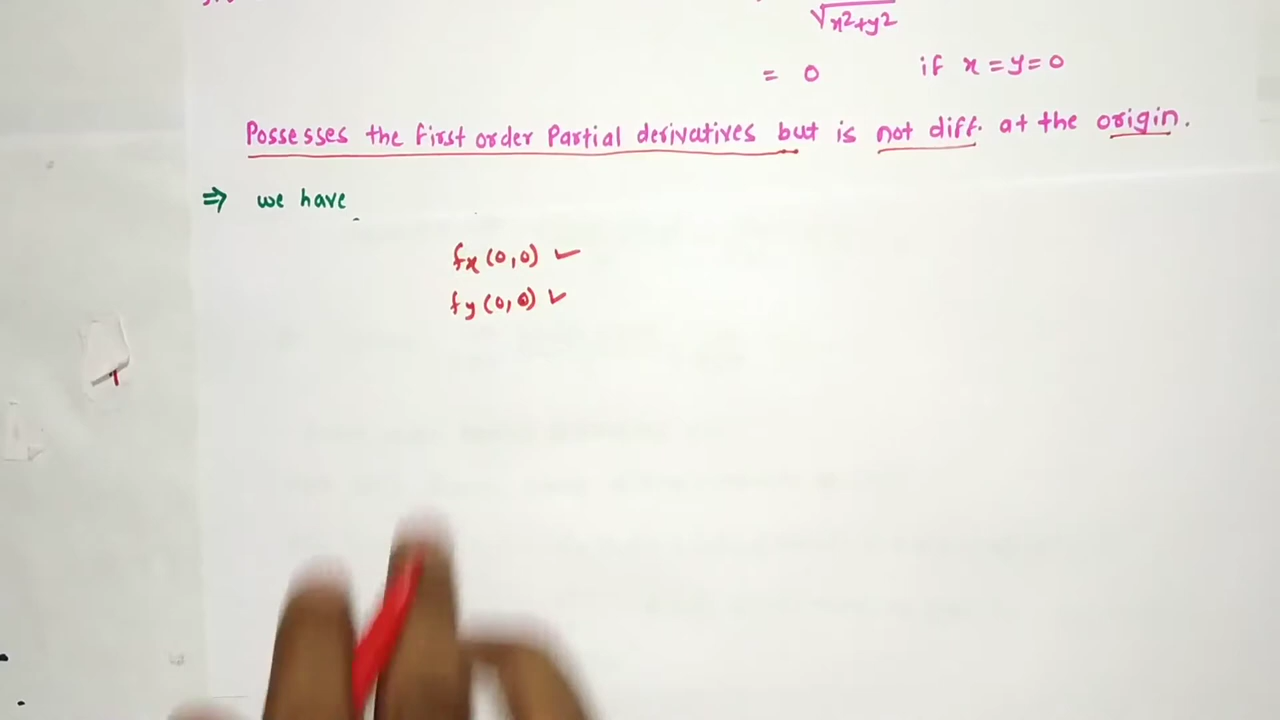 √x²+y²
= 0 if x = y = 0
Possesses the First order Partial derivatives but is not diff. at the origin.
⇒ we have
fx (0,0) ✓
fy (0,0) ✓